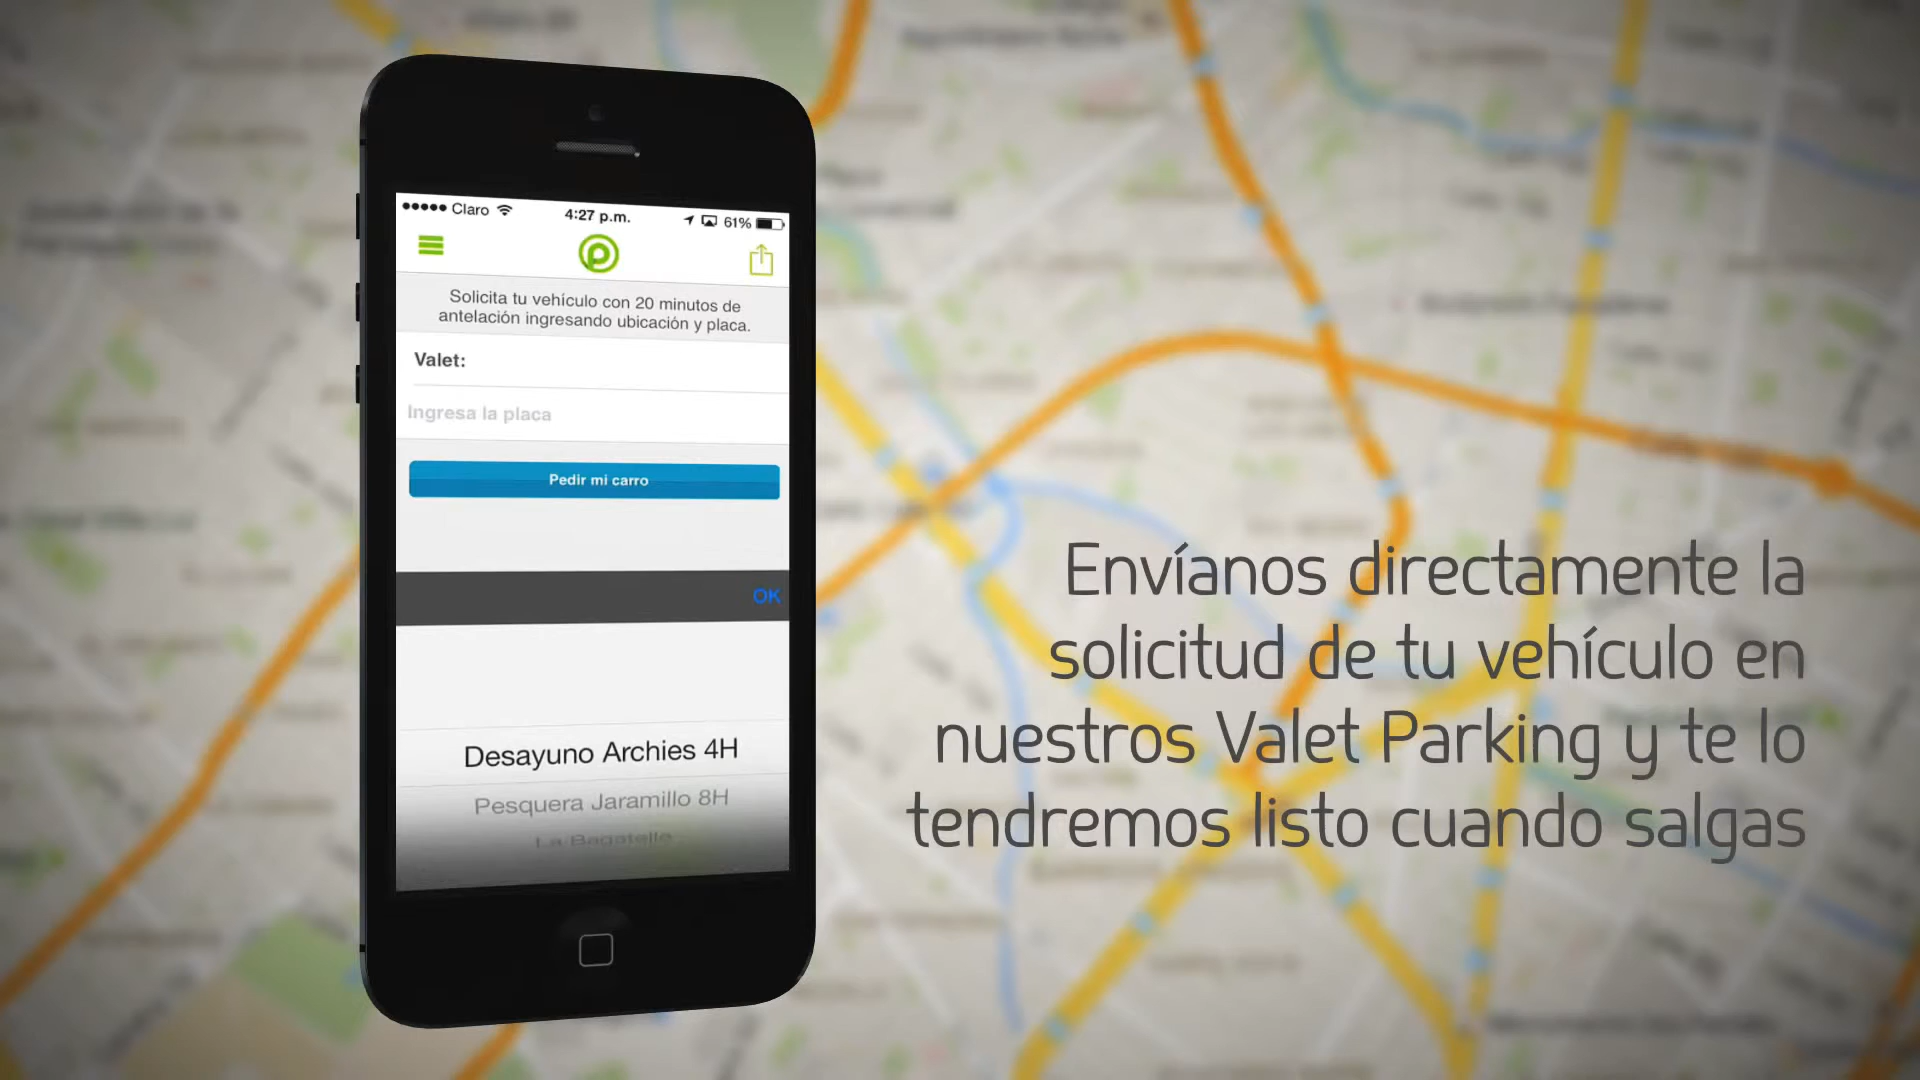 Claro
4:27 p.m.
61%
Solicita tu vehículo con 20 minutos de
antelación ingresando ubicación y placa.
Valet:
Ingresa la placa
Pedir mi carro
OK
Desayuno Archies 4H
Pesquera Jaramillo 8H
La Bagatelle
Envíanos directamente la
solicitud de tu vehículo en
nuestros Valet Parking y te lo
tendremos listo cuando salgas